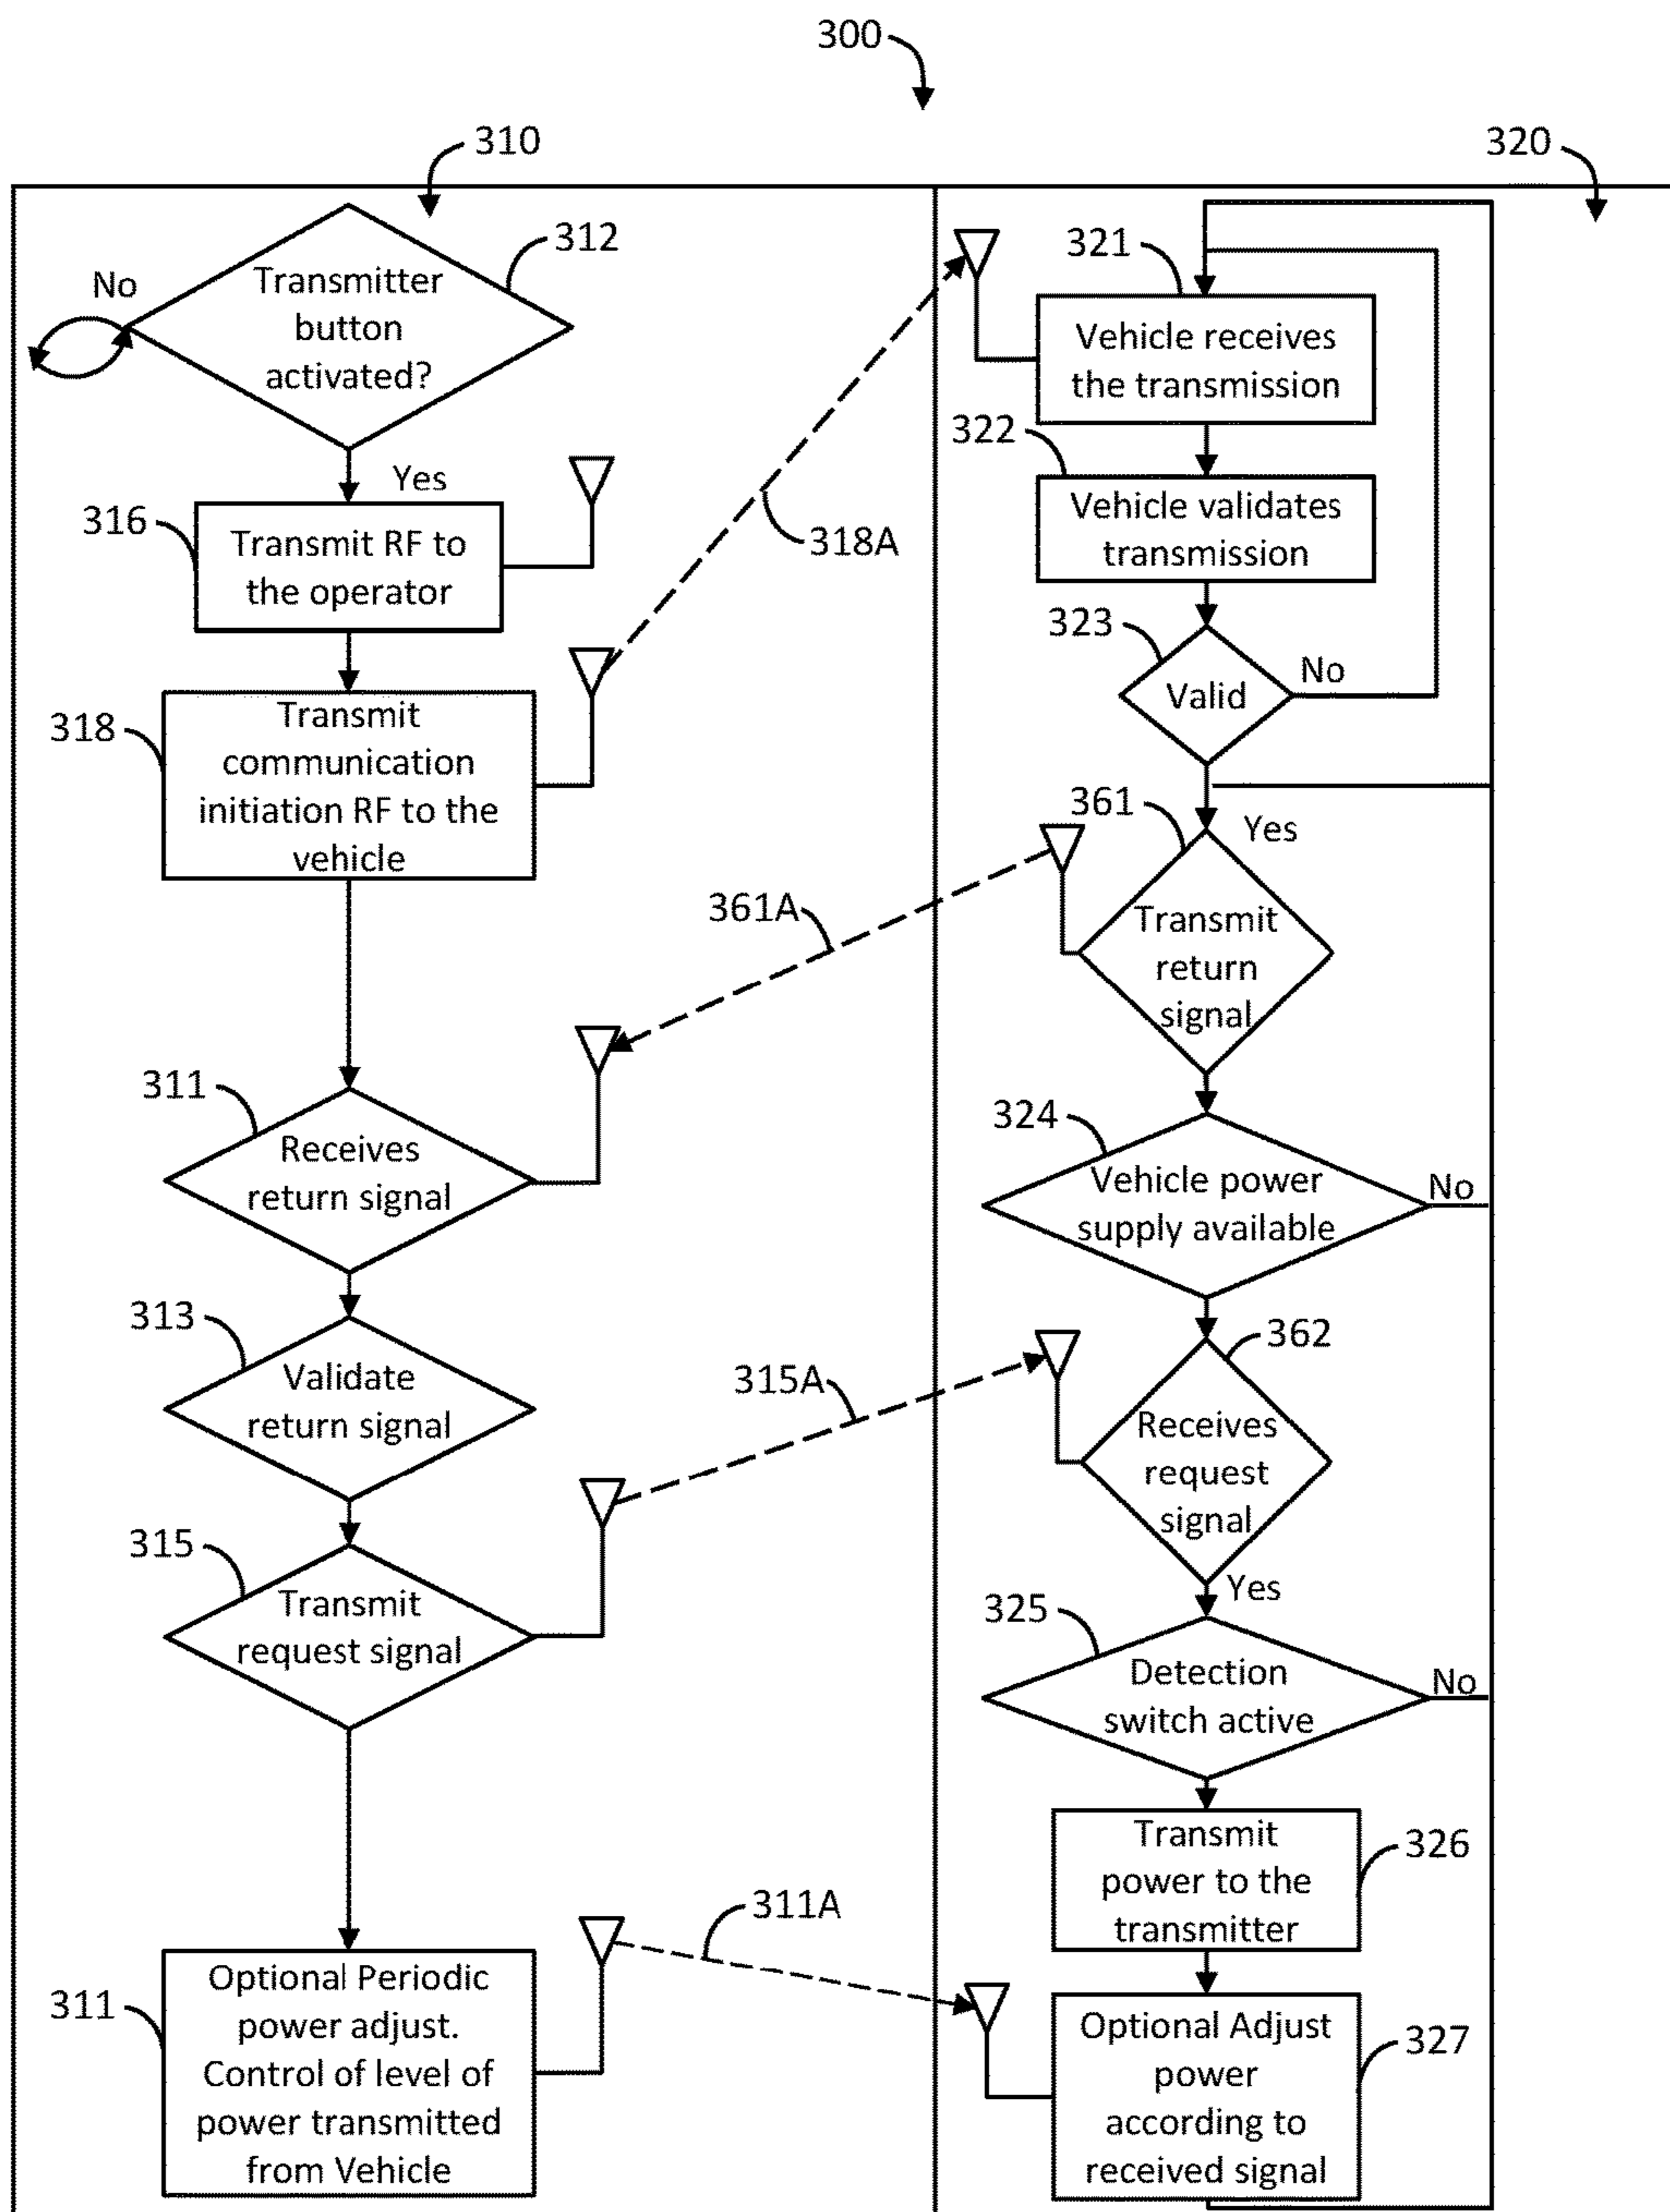 300
310
320
312
No
Transmitter
button
activated?
Yes
316
Transmit RF to
the operator
318
Transmit
communication
initiation RF to the
vehicle
318A
361A
311
Receives
return signal
313
Validate
return signal
315A
315
Transmit
request signal
311A
311
Optional Periodic
power adjust.
Control of level of
power transmitted
from Vehicle
321
Vehicle receives
the transmission
322
Vehicle validates
transmission
323
Valid
No
361
Yes
Transmit
return
signal
324
Vehicle power
supply available
No
362
Receives
request
signal
Yes
325
Detection
switch active
No
Transmit
power to the
transmitter
326
Optional Adjust
power
according to
received signal
327